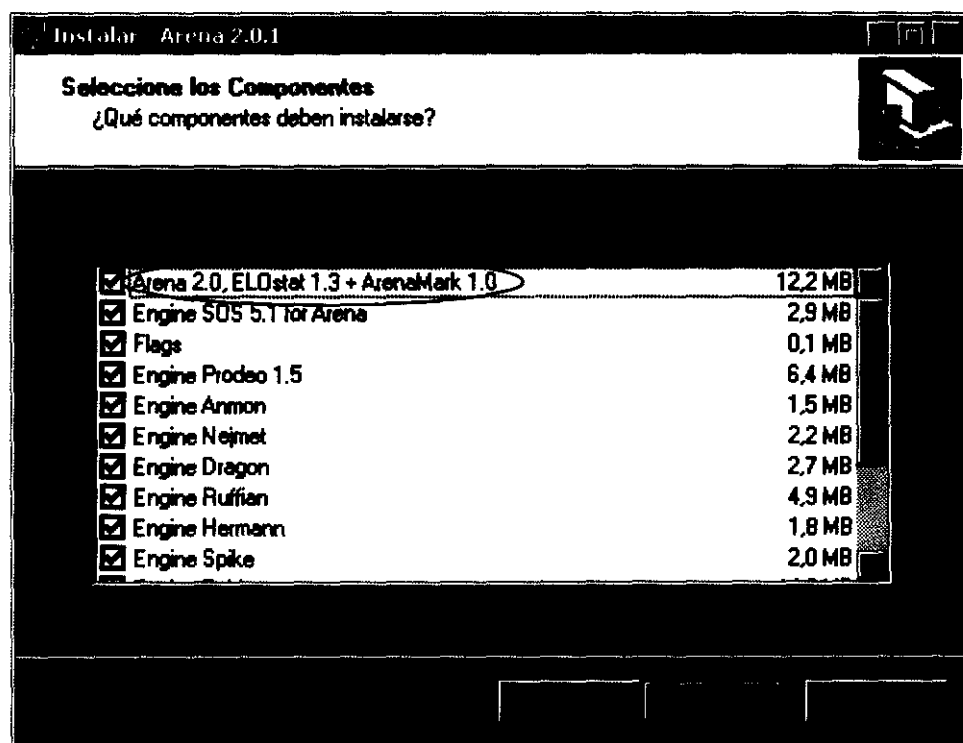 Instalar Arena 2.0.1
Seleccione los Componentes
¿Qué componentes deben instalarse?
Arena 2.0, ELOstat 1.3 + ArenaMark 1.0 12,2 MB
Engine SOS 5.1 for Arena 2,9 MB
Flags 0,1 MB
Engine Prodeo 1.5 6,4 MB
Engine Anmon 1,5 MB
Engine Nejmet 2,2 MB
Engine Dragon 2,7 MB
Engine Ruffian 4,9 MB
Engine Hermann 1,8 MB
Engine Spike 2,0 MB